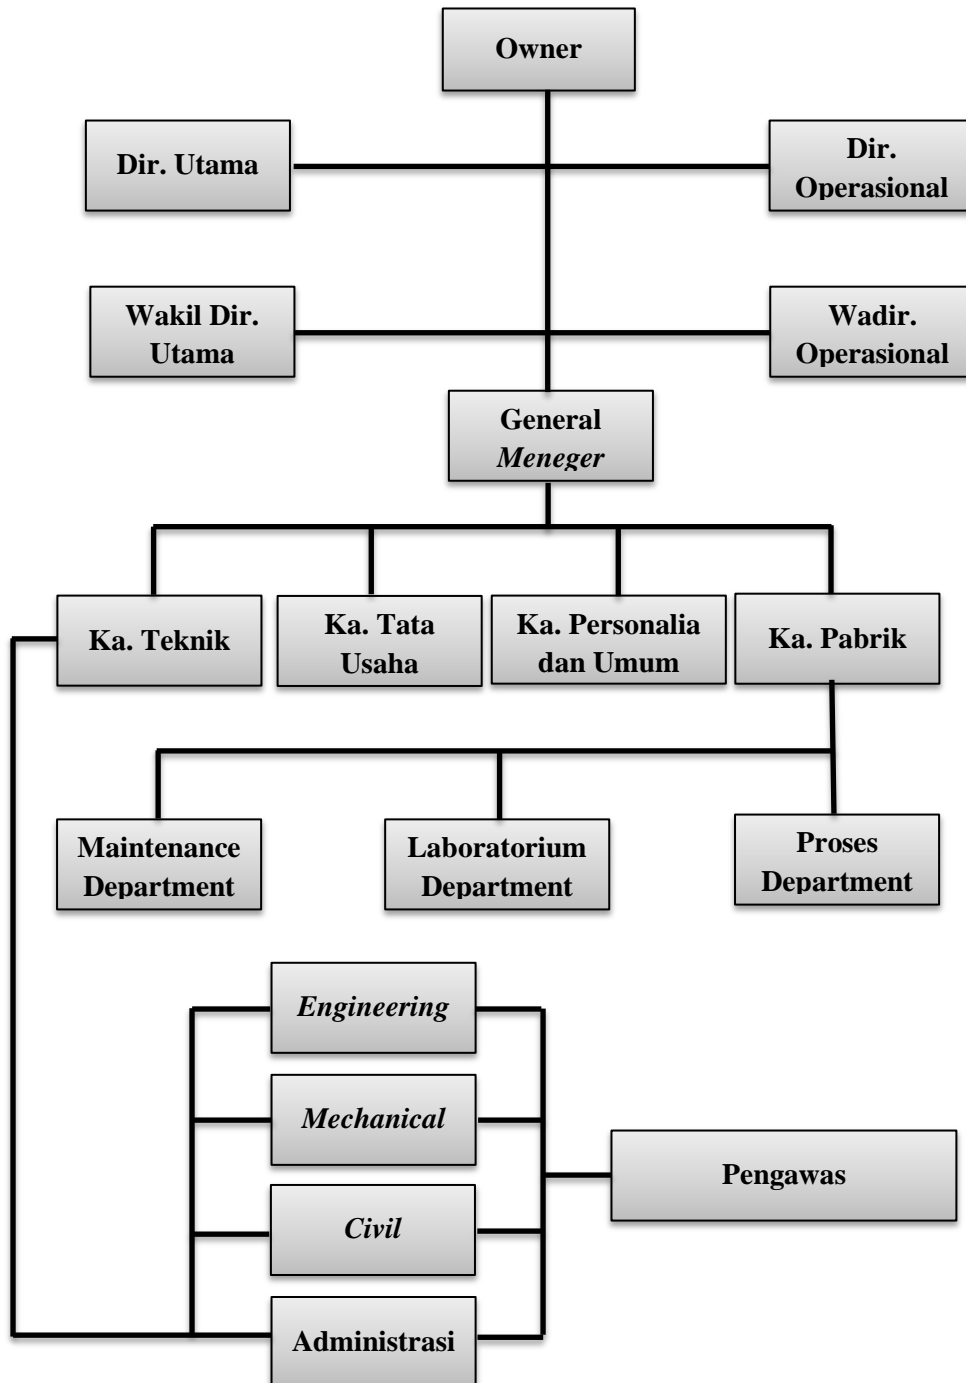 Owner
Dir. Utama
Dir.
Operasional
Wakil Dir.
Utama
Wadir.
Operasional
General
Meneger
Ka. Teknik
Ka. Tata
Usaha
Ka. Personalia
dan Umum
Ka. Pabrik
Maintenance
Department
Laboratorium
Department
Proses
Department
Engineering
Mechanical
Civil
Administrasi
Pengawas